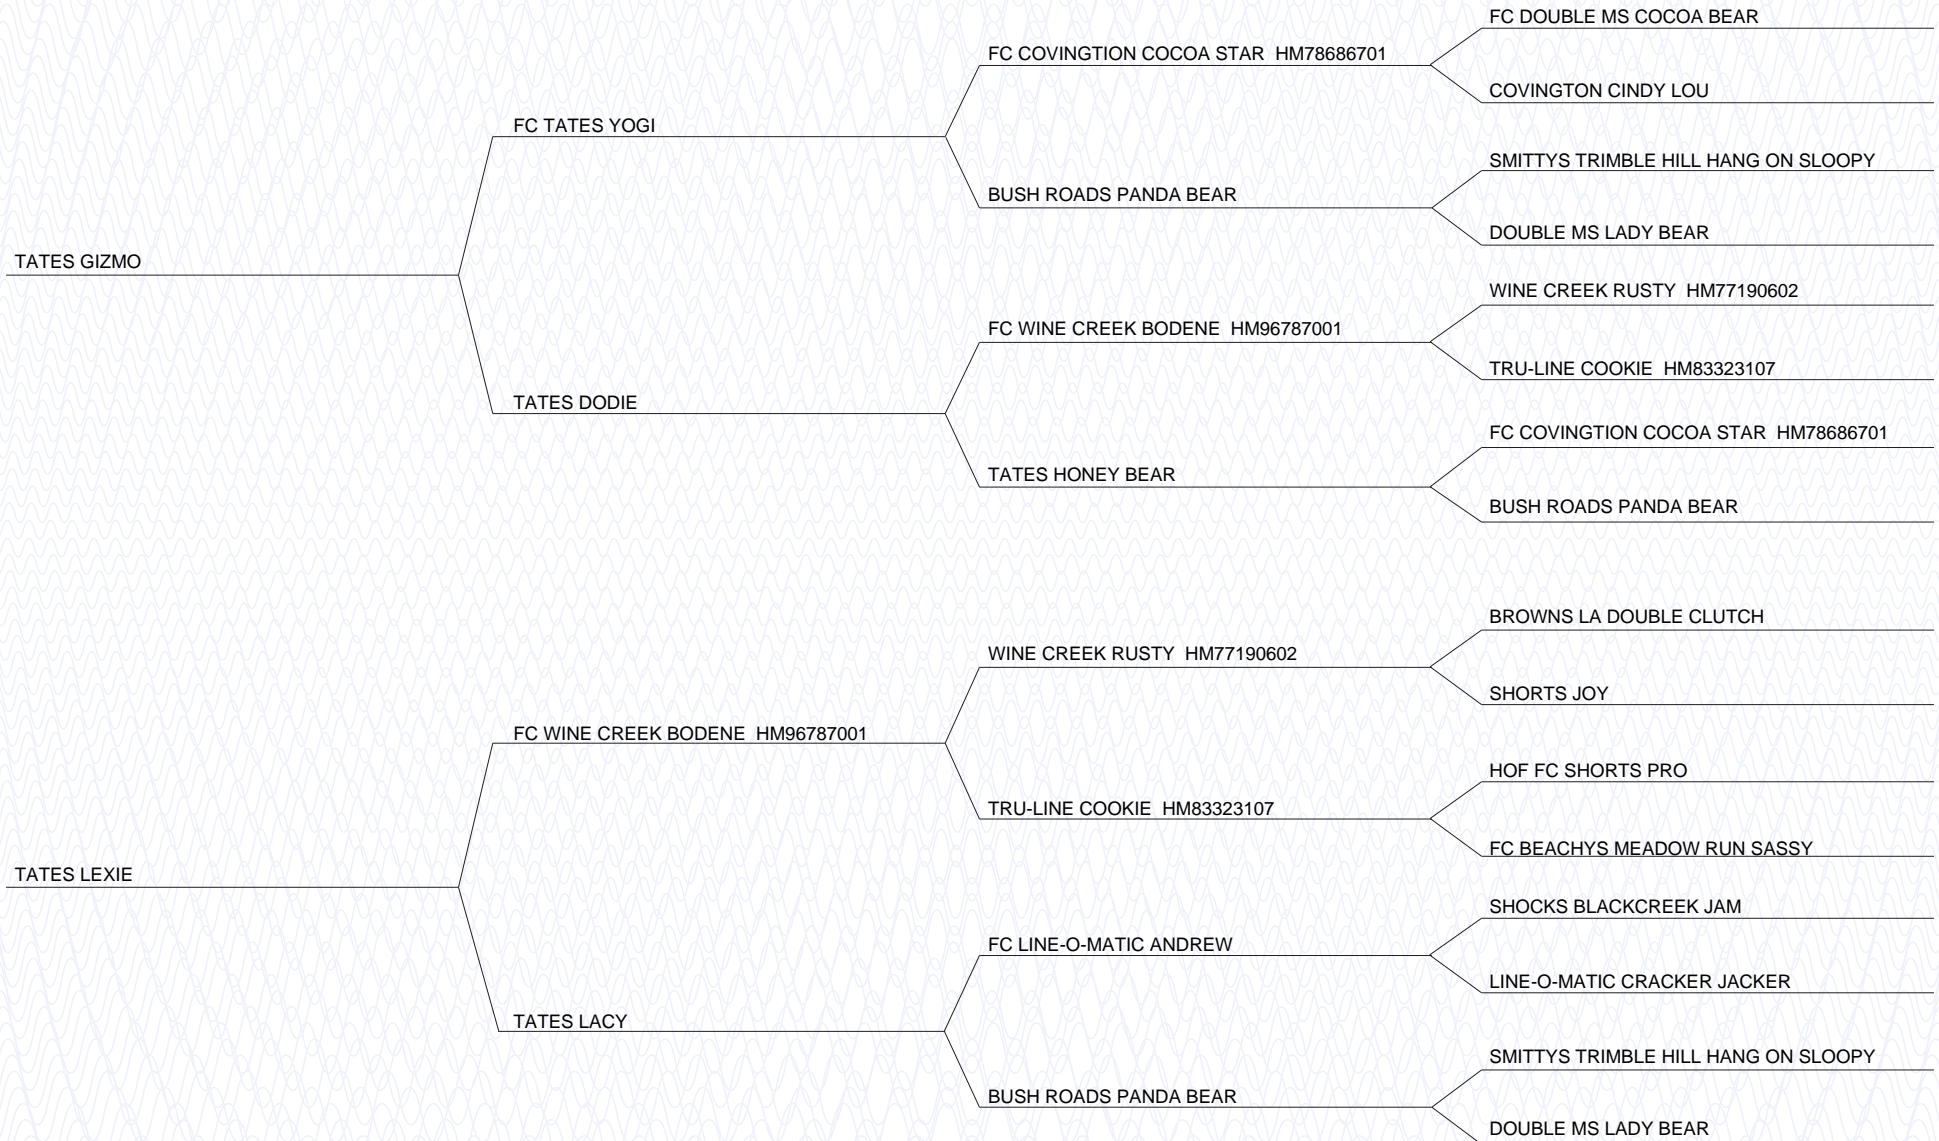 FC DOUBLE MS COCOA BEAR
FC COVINGTION COCOA STAR HM78686701
COVINGTON CINDY LOU
FC TATES YOGI
SMITTYS TRIMBLE HILL HANG ON SLOOPY
BUSH ROADS PANDA BEAR
DOUBLE MS LADY BEAR
TATES GIZMO
WINE CREEK RUSTY HM77190602
FC WINE CREEK BODENE HM96787001
TRU-LINE COOKIE HM83323107
TATES DODIE
FC COVINGTION COCOA STAR HM78686701
TATES HONEY BEAR
BUSH ROADS PANDA BEAR
BROWNS LA DOUBLE CLUTCH
WINE CREEK RUSTY HM77190602
SHORTS JOY
FC WINE CREEK BODENE HM96787001
HOF FC SHORTS PRO
TRU-LINE COOKIE HM83323107
FC BEACHYS MEADOW RUN SASSY
TATES LEXIE
SHOCKS BLACKCREEK JAM
FC LINE-O-MATIC ANDREW
LINE-O-MATIC CRACKER JACKER
TATES LACY
SMITTYS TRIMBLE HILL HANG ON SLOOPY
BUSH ROADS PANDA BEAR
DOUBLE MS LADY BEAR